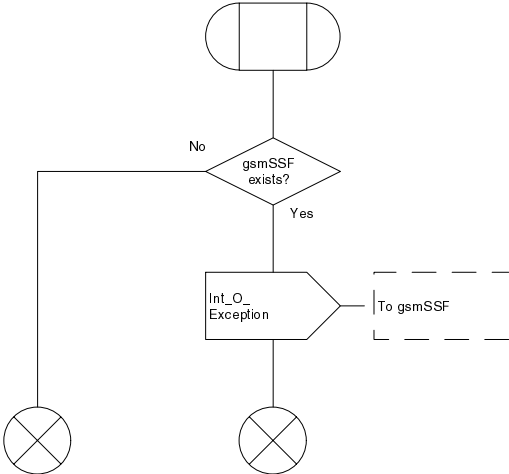 No
gsmSSF
exists?
Yes
Int_O_
Exception
To gsmSSF